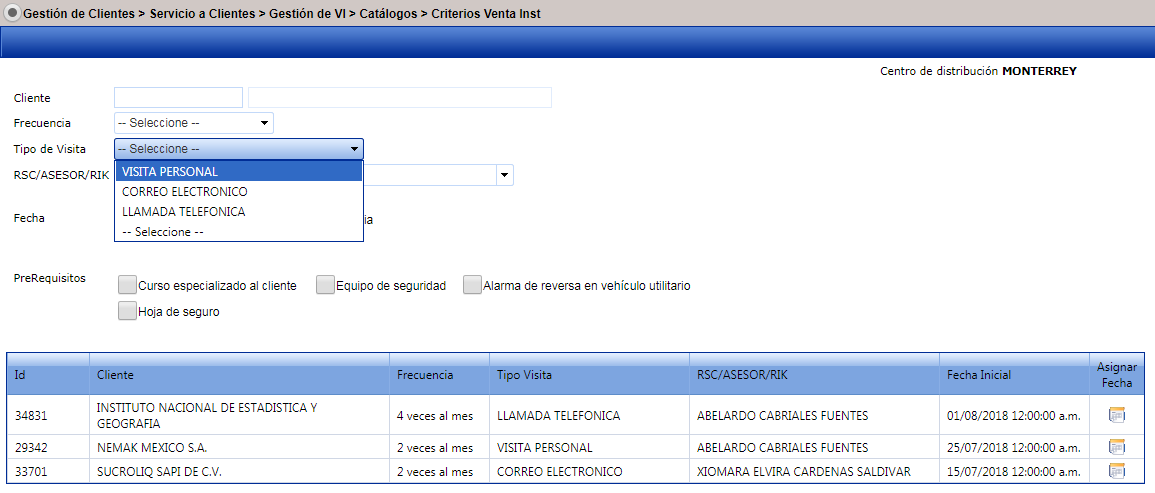 Gestión de Clientes > Servicio a Clientes > Gestión de VI > Catálogos > Criterios Venta Inst
Centro de distribución MONTERREY
Cliente
Frecuencia -- Seleccione --
Tipo de Visita -- Seleccione --
VISITA PERSONAL
RSC/ASESOR/RIK
CORREO ELECTRONICO
LLAMADA TELEFONICA
Fecha ia
-- Seleccione --
PreRequisitos Curso especializado al cliente Equipo de seguridad Alarma de reversa en vehículo utilitario
Hoja de seguro
Id Cliente Frecuencia Tipo Visita RSC/ASESOR/RIK Fecha Inicial Asignar Fecha
34831 INSTITUTO NACIONAL DE ESTADISTICA Y GEOGRAFIA 4 veces al mes LLAMADA TELEFONICA ABELARDO CABRIALES FUENTES 01/08/2018 12:00:00 a.m.
29342 NEMAK MEXICO S.A. 2 veces al mes VISITA PERSONAL ABELARDO CABRIALES FUENTES 25/07/2018 12:00:00 a.m.
33701 SUCROLIQ SAPI DE C.V. 2 veces al mes CORREO ELECTRONICO XIOMARA ELVIRA CARDENAS SALDIVAR 15/07/2018 12:00:00 a.m.